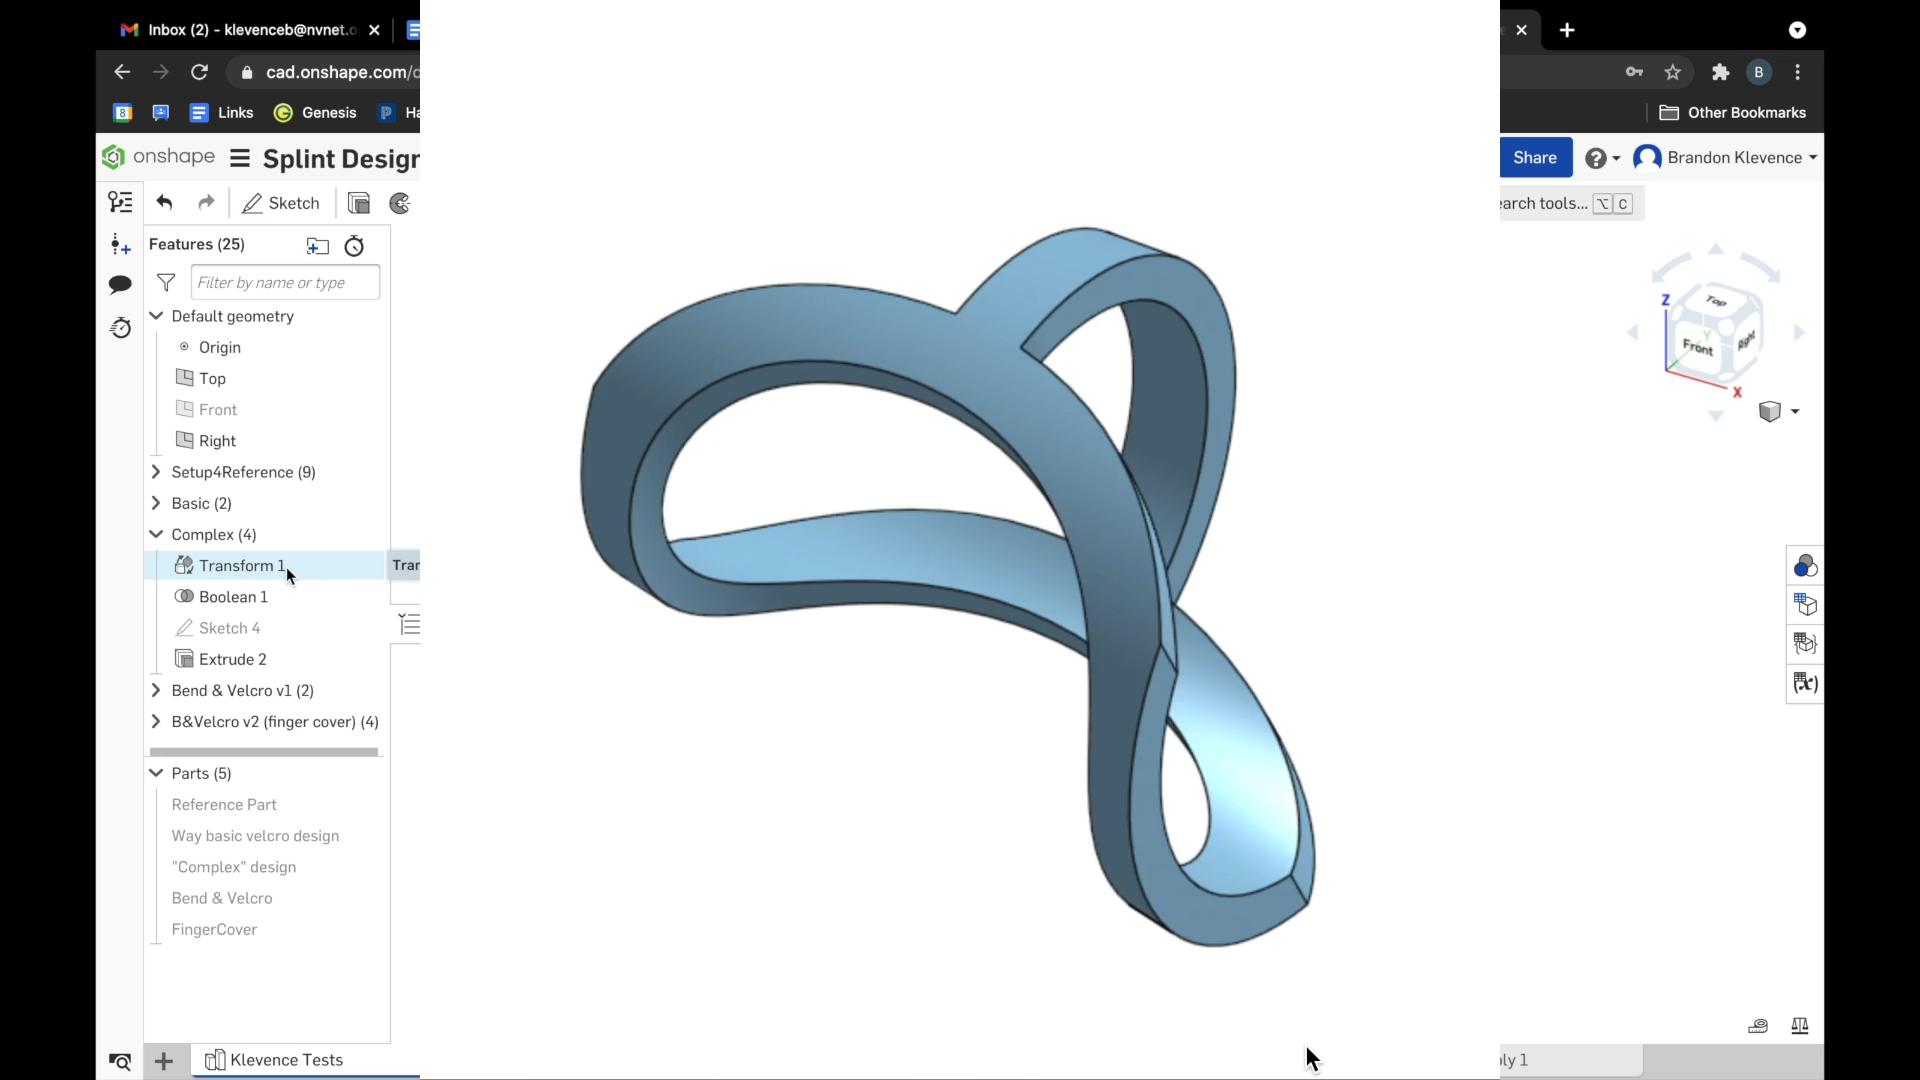 Inbox (2) - klevenceb@nvnet.o
cad.onshape.com/
B
8
Links
Genesis
P
Ha
Other Bookmarks
onshape
Splint Design
Share
?
Brandon Klevence
Sketch
earch tools...
⌥
C
Features (25)
Filter by name or type
Default geometry
Origin
Top
Front
Right
Setup4Reference (9)
Basic (2)
Complex (4)
Transform 1
Tran
Boolean 1
Sketch 4
Extrude 2
Bend & Velcro v1 (2)
B&Velcro v2 (finger cover) (4)
Parts (5)
Reference Part
Way basic velcro design
"Complex" design
Bend & Velcro
FingerCover
Z
Top
Y
Front
Right
X
(x)
Klevence Tests
bly 1